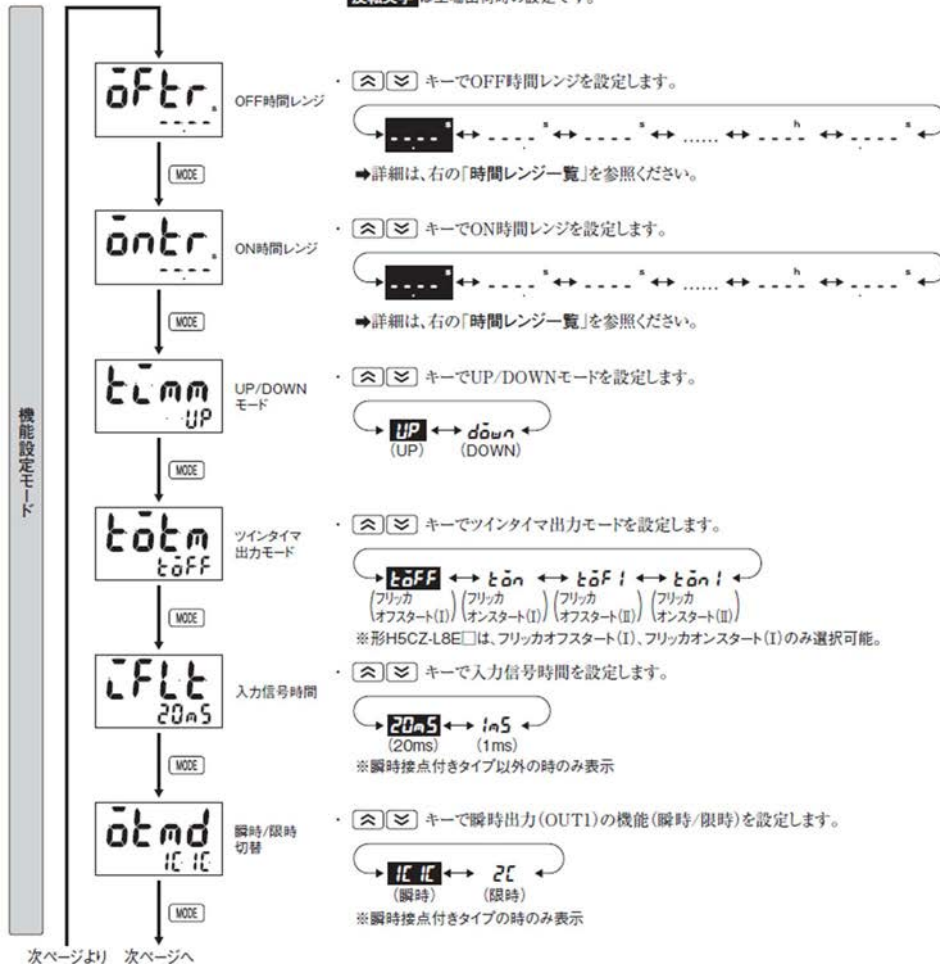 反転文字は工場出荷時の設定です。
機能設定モード
oFtr
s
----
OFF時間レンジ
・ キーでOFF時間レンジを設定します。
----s ↔ ----s ↔ ----s ↔ ...... ↔ ----h ↔ ----s
➡詳細は、右の「時間レンジ一覧」を参照ください。
MODE
ontr
----
ON時間レンジ
・ キーでON時間レンジを設定します。
----s ↔ ----s ↔ ----s ↔ ...... ↔ ----h ↔ ----s
➡詳細は、右の「時間レンジ一覧」を参照ください。
MODE
timm
UP
UP/DOWN
モード
・ キーでUP/DOWNモードを設定します。
UP ↔ down
(UP) (DOWN)
MODE
totm
toFF
ツインタイマ
出力モード
・ キーでツインタイマ出力モードを設定します。
toFF ↔ ton ↔ toF1 ↔ ton1
(フリッカ オフスタート(I)) (フリッカ オンスタート(I)) (フリッカ オフスタート(II)) (フリッカ オンスタート(II))
※形H5CZ-L8E□は、フリッカオフスタート(I)、フリッカオンスタート(I)のみ選択可能。
MODE
iFLt
20mS
入力信号時間
・ キーで入力信号時間を設定します。
20mS ↔ 1mS
(20ms) (1ms)
※瞬時接点付きタイプ以外の時のみ表示
MODE
otmd
1C 1C
瞬時/限時
切替
・ キーで瞬時出力(OUT1)の機能(瞬時/限時)を設定します。
1C 1C ↔ 2C
(瞬時) (限時)
※瞬時接点付きタイプの時のみ表示
MODE
次ページより 次ページへ